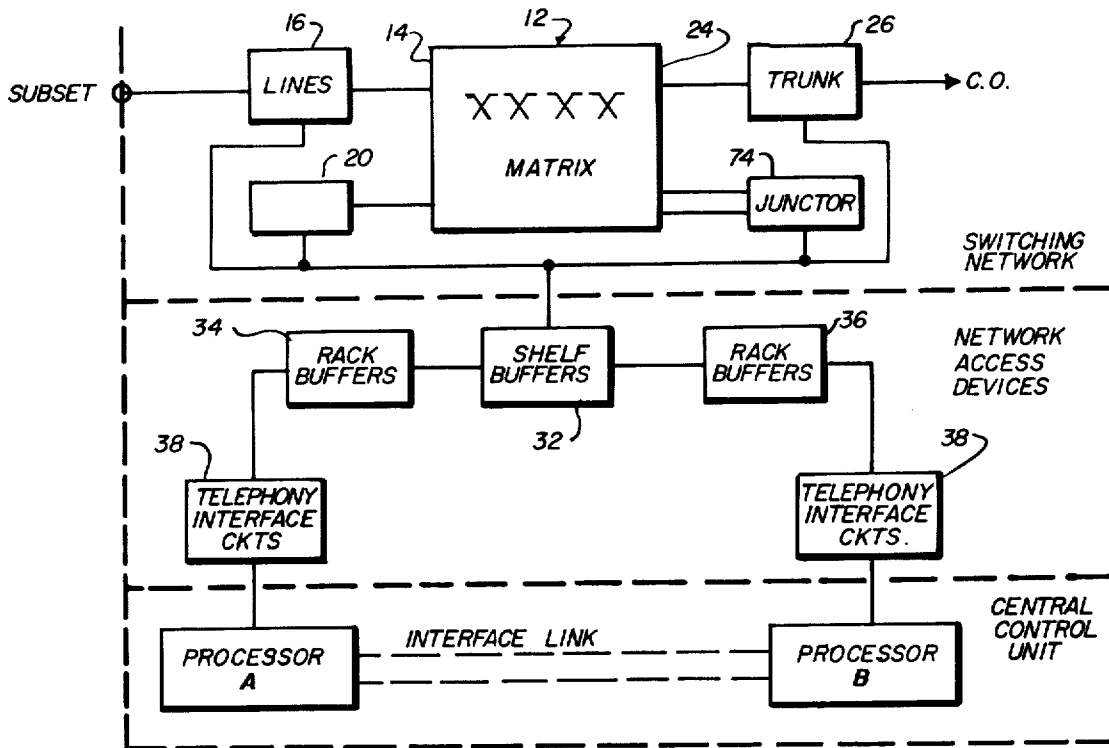 16
14
12
24
26
SUBSET
LINES
TRUNK
C.O.
MATRIX
20
74
JUNCTOR
SWITCHING
NETWORK
34
RACK
BUFFERS
SHELF
BUFFERS
32
36
RACK
BUFFERS
NETWORK
ACCESS
DEVICES
38
TELEPHONY
INTERFACE
CKTS
38
TELEPHONY
INTERFACE
CKTS.
CENTRAL
CONTROL
UNIT
PROCESSOR
A
INTERFACE LINK
PROCESSOR
B